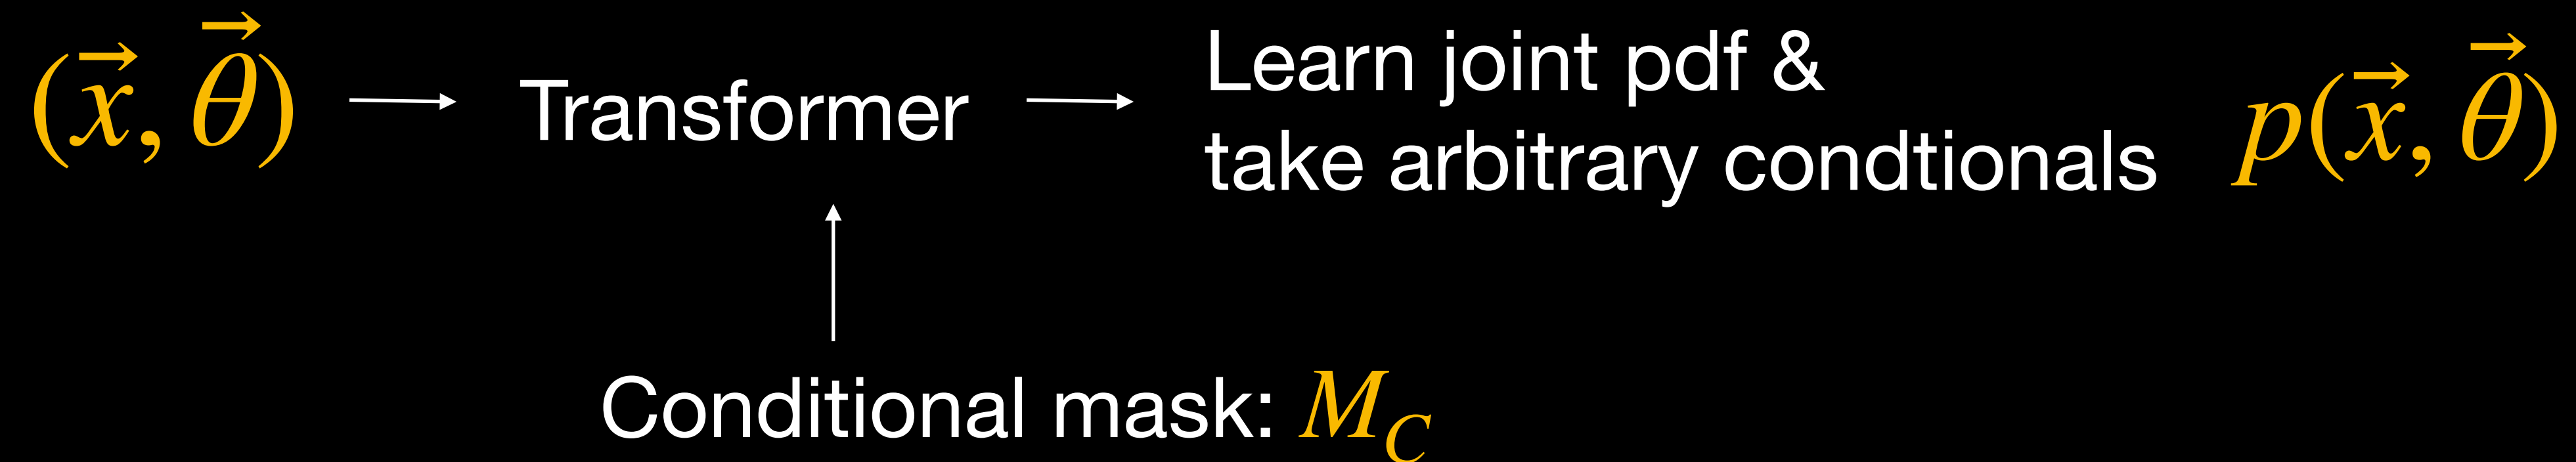 (x⃗, θ⃗) → Transformer → Learn joint pdf &
take arbitrary condtionals p(x⃗, θ⃗)
Conditional mask: M_C